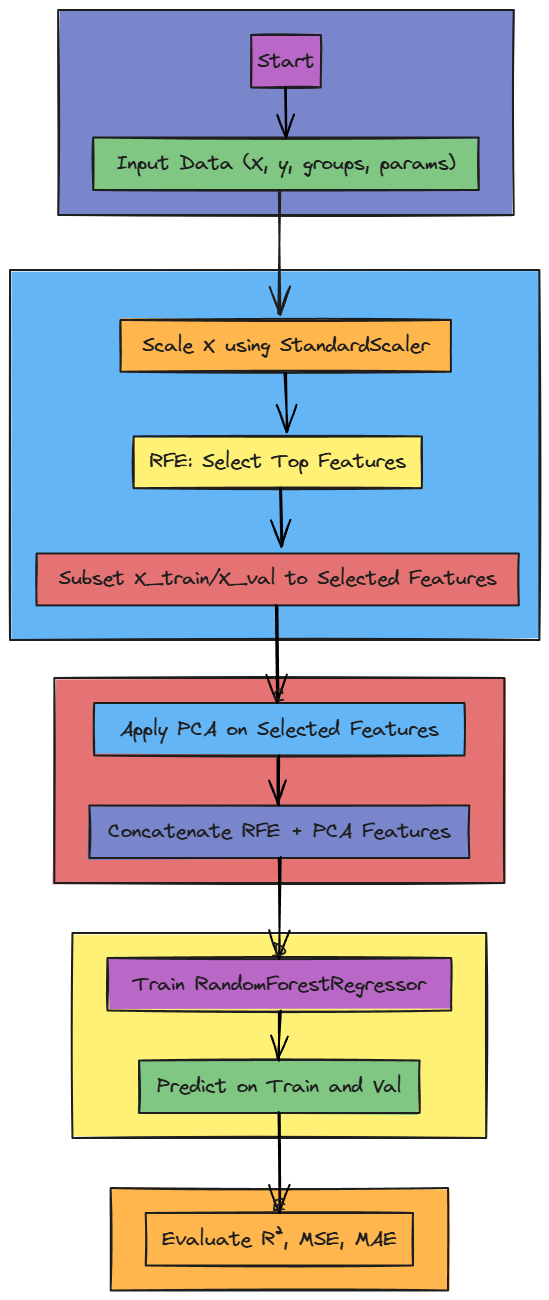 Start
Input Data (X, y, groups, params)
Scale X using StandardScaler
RFE: Select Top Features
Subset X_train/X_val to Selected Features
Apply PCA on Selected Features
Concatenate RFE + PCA Features
Train RandomForestRegressor
Predict on Train and Val
Evaluate R², MSE, MAE